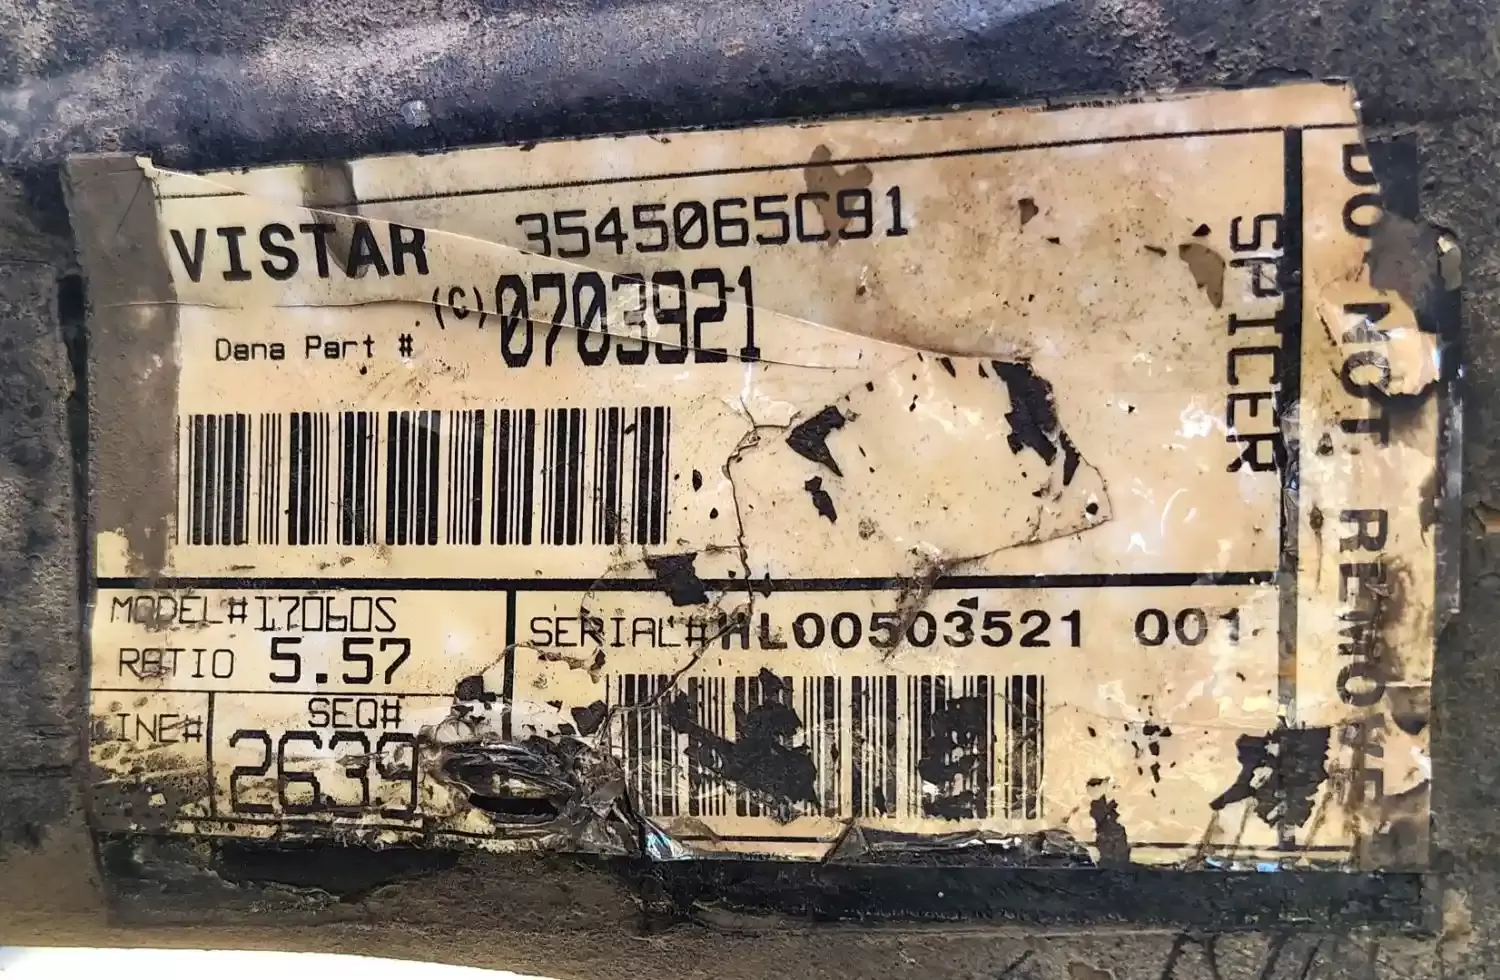 VISTAR 3545065C91
(G) 0703921
Dana Part #
SPICER
DO NOT REMOVE
MODEL# 17060S
RATIO 5.57
SERIAL# HL00503521 001
INE#
SEQ#
2639